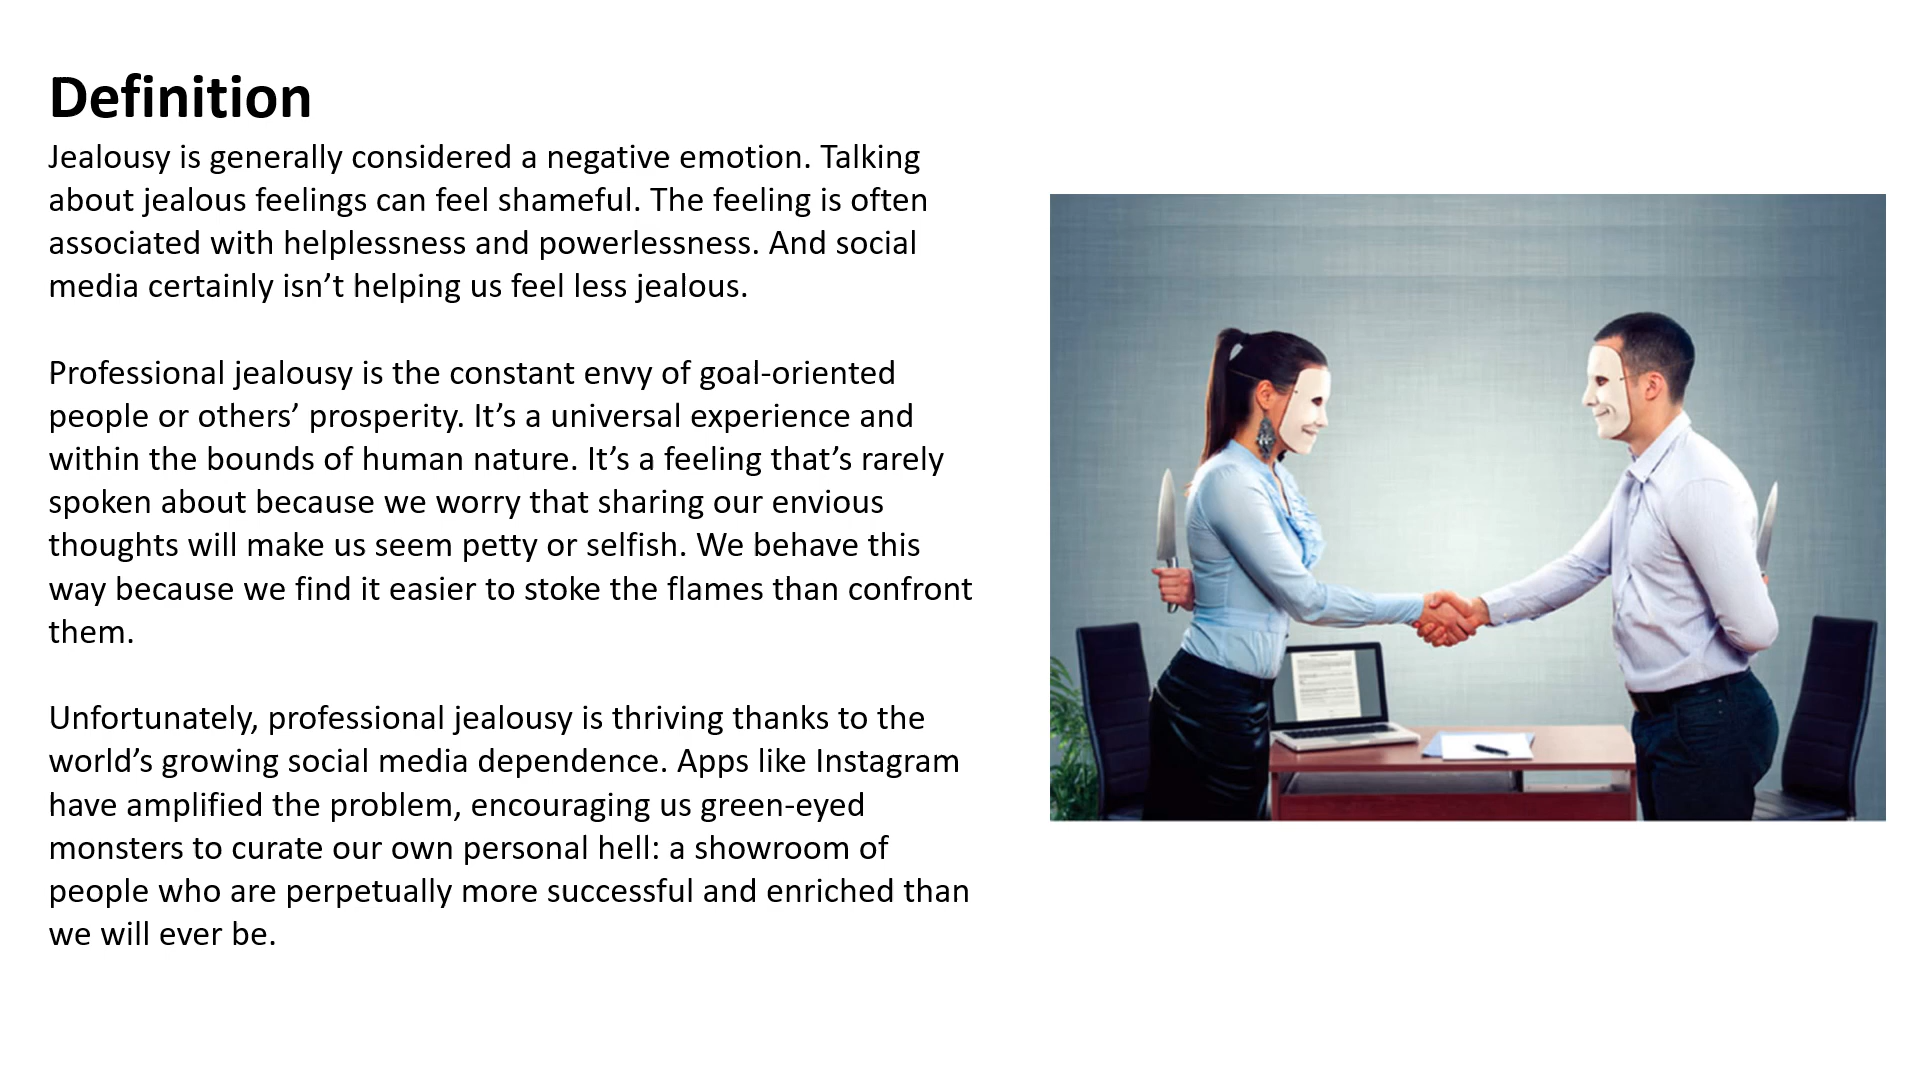 Definition
Jealousy is generally considered a negative emotion. Talking
about jealous feelings can feel shameful. The feeling is often
associated with helplessness and powerlessness. And social
media certainly isn’t helping us feel less jealous.
Professional jealousy is the constant envy of goal-oriented
people or others’ prosperity. It’s a universal experience and
within the bounds of human nature. It’s a feeling that’s rarely
spoken about because we worry that sharing our envious
thoughts will make us seem petty or selfish. We behave this
way because we find it easier to stoke the flames than confront
them.
Unfortunately, professional jealousy is thriving thanks to the
world’s growing social media dependence. Apps like Instagram
have amplified the problem, encouraging us green-eyed
monsters to curate our own personal hell: a showroom of
people who are perpetually more successful and enriched than
we will ever be.